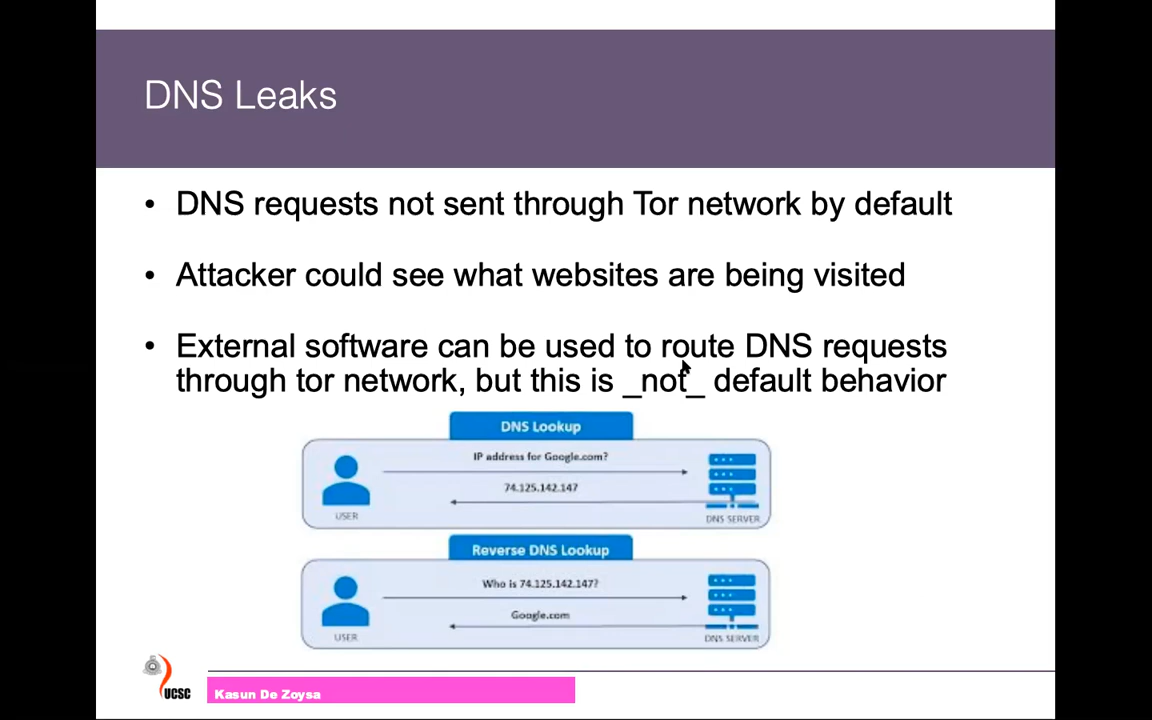 DNS Leaks
• DNS requests not sent through Tor network by default
• Attacker could see what websites are being visited
• External software can be used to route DNS requests
through tor network, but this is _not_ default behavior
DNS Lookup
IP address for Google.com?
74.125.142.147
USER
DNS SERVER
Reverse DNS Lookup
Who is 74.125.142.147?
Google.com
USER
DNS SERVER
UCSC
Kasun De Zoysa